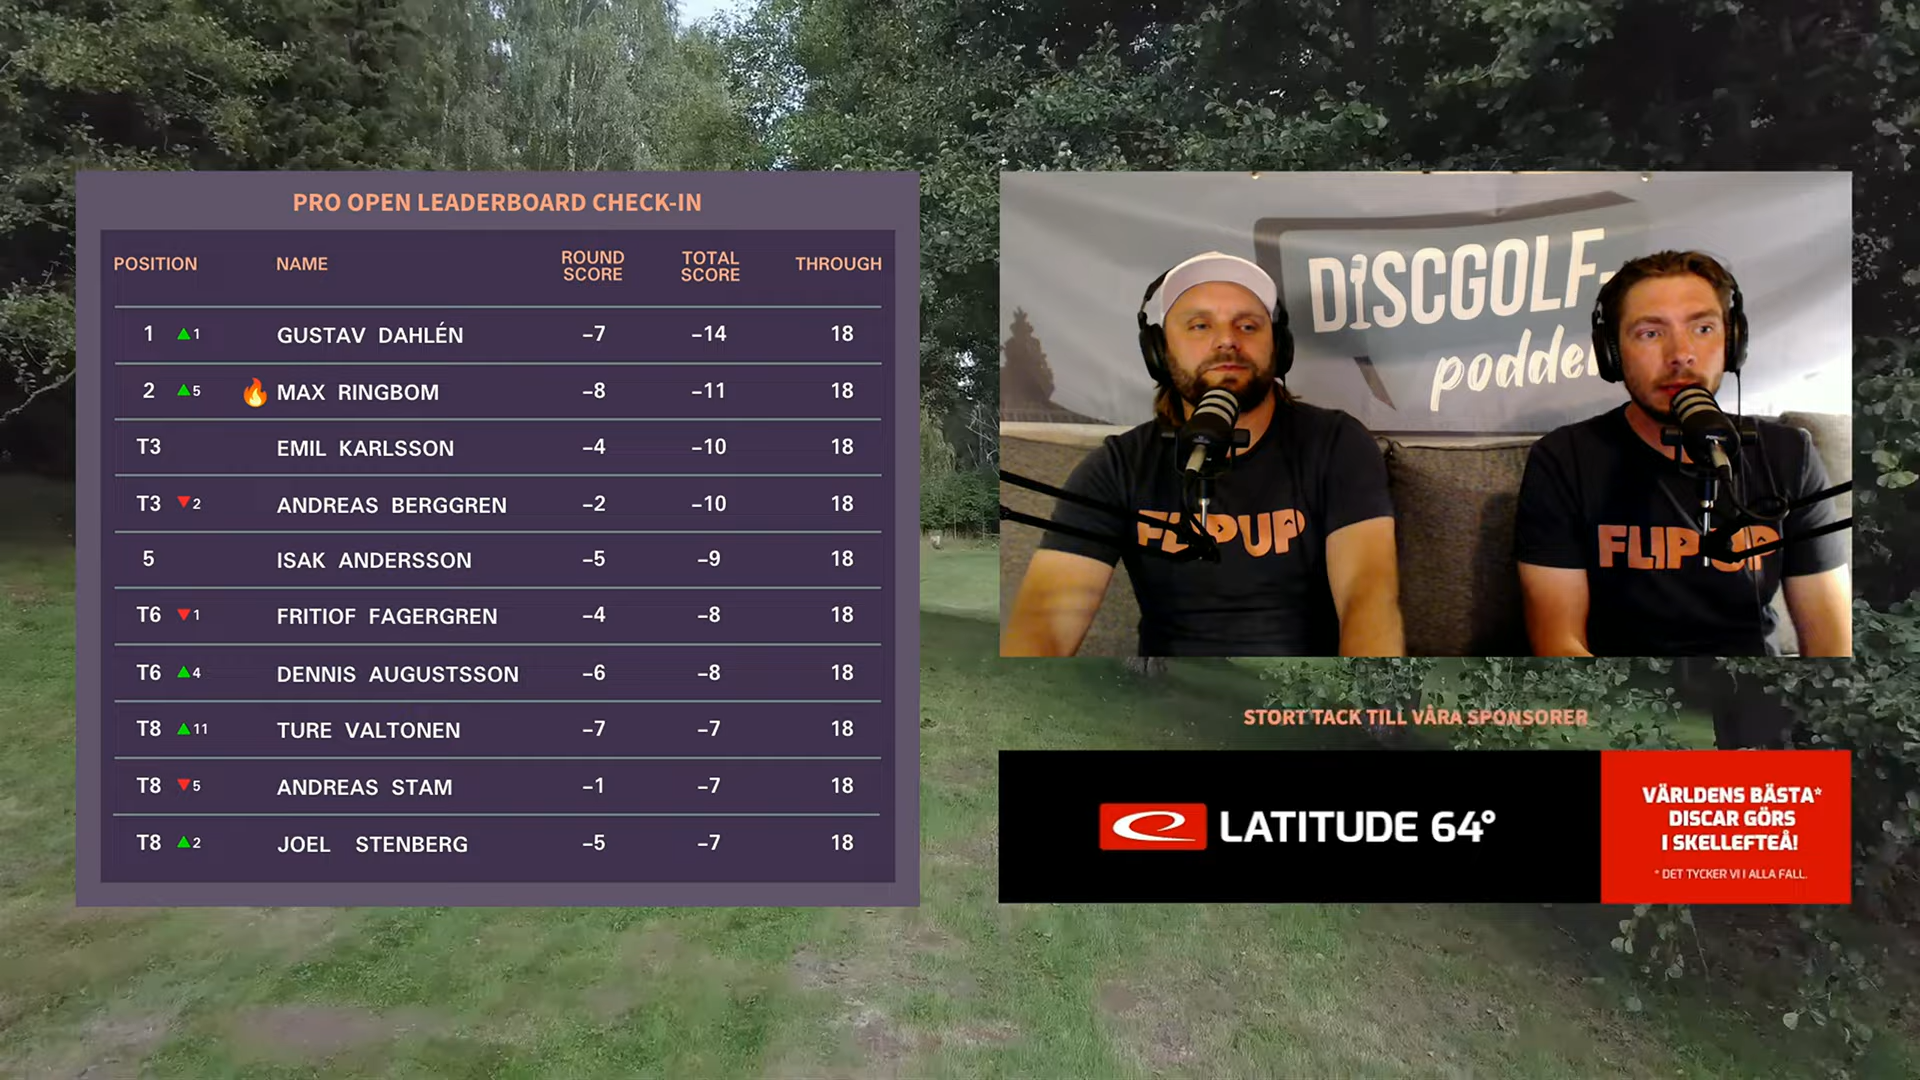 PRO OPEN LEADERBOARD CHECK-IN
POSITION NAME ROUND SCORE TOTAL SCORE THROUGH
1 ▲1 GUSTAV DAHLÉN −7 −14 18
2 ▲5 🔥 MAX RINGBOM −8 −11 18
T3 EMIL KARLSSON −4 −10 18
T3 ▼2 ANDREAS BERGGREN −2 −10 18
5 ISAK ANDERSSON −5 −9 18
T6 ▼1 FRITIOF FAGERGREN −4 −8 18
T6 ▲4 DENNIS AUGUSTSSON −6 −8 18
T8 ▲11 TURE VALTONEN −7 −7 18
T8 ▼5 ANDREAS STAM −1 −7 18
T8 ▲2 JOEL STENBERG −5 −7 18
DISCGOLF-
podde
FLIPUP
FLIPUP
STORT TACK TILL VÅRA SPONSORER
LATITUDE 64°
VÄRLDENS BÄSTA*
DISCAR GÖRS
I SKELLEFTEÅ!
* DET TYCKER VI I ALLA FALL.